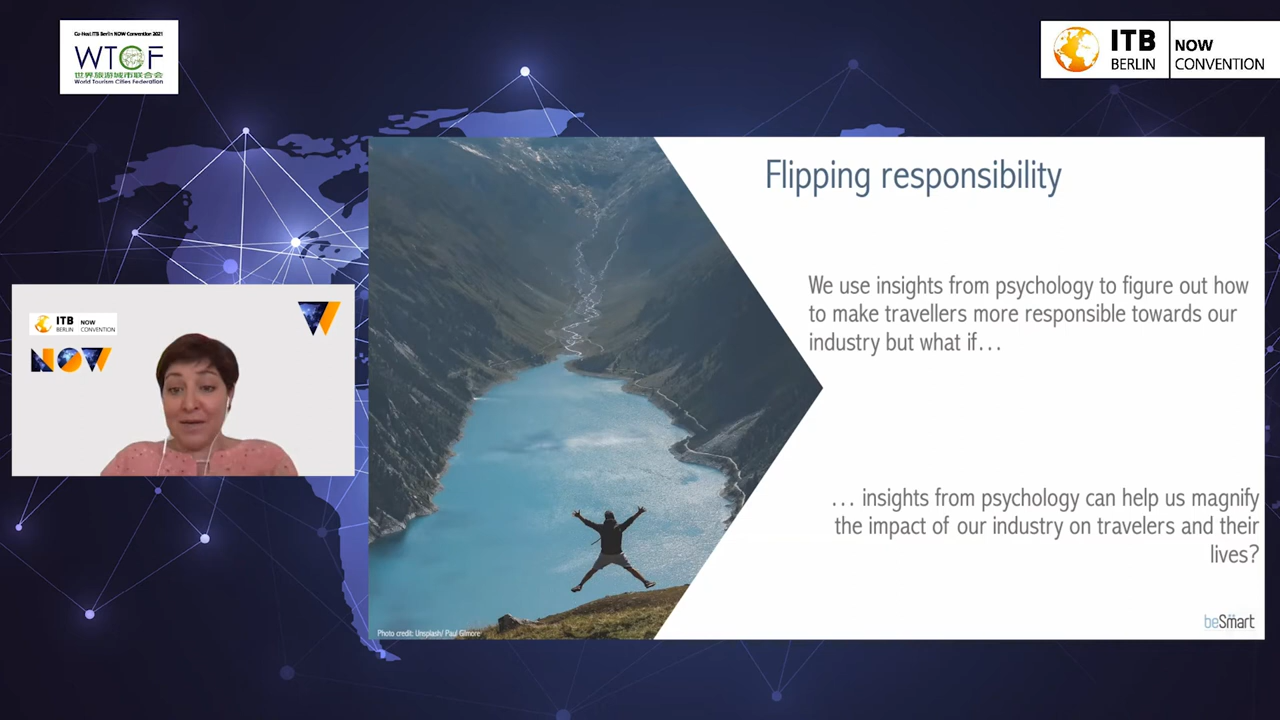 Co-Host ITB Berlin NOW Convention 2021
WTCF
世界旅游城市联合会
World Tourism Cities Federation
ITB
BERLIN
NOW
CONVENTION
ITB
BERLIN
NOW
CONVENTION
NOW
Flipping responsibility
We use insights from psychology to figure out how
to make travellers more responsible towards our
industry but what if…
… insights from psychology can help us magnify
the impact of our industry on travelers and their
lives?
Photo credit: Unsplash/ Paul Gilmore
beSmart